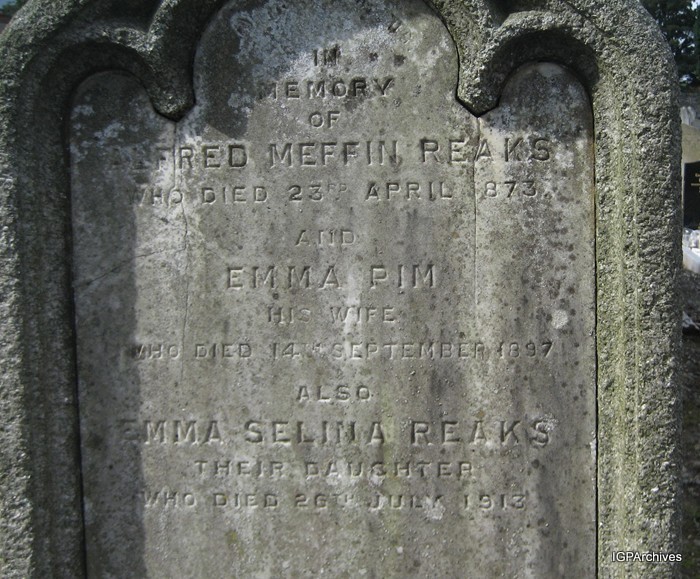 IN
MEMORY
OF
ALFRED MEFFIN REAKS
WHO DIED 23RD APRIL 1873
AND
EMMA PIM
HIS WIFE
WHO DIED 14TH SEPTEMBER 1897
ALSO
EMMA SELINA REAKS
THEIR DAUGHTER
WHO DIED 26TH JULY 1913
IGPArchives